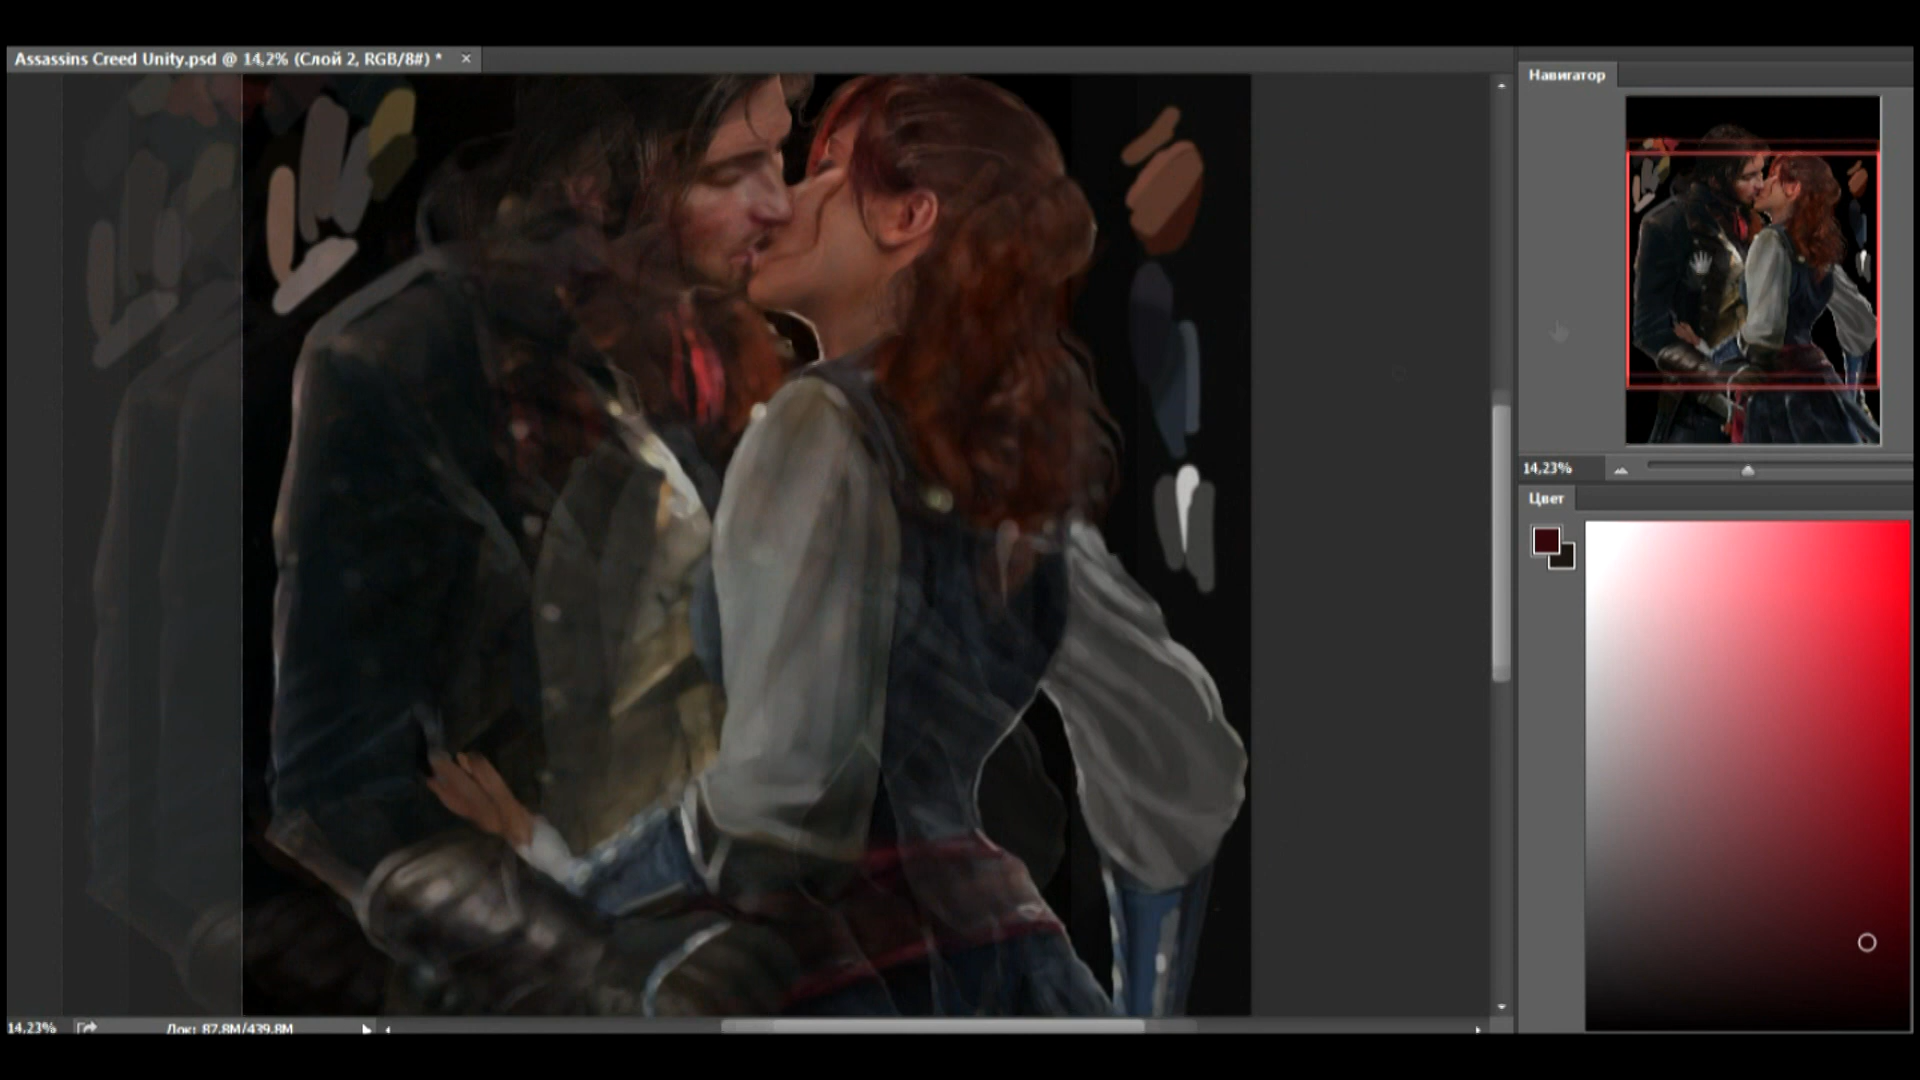 Assassins Creed Unity.psd @ 14,2% (Слой 2, RGB/8#) * ×
Навигатор
14,23%
Цвет
14,23%
Док: 87,8M/439,8M